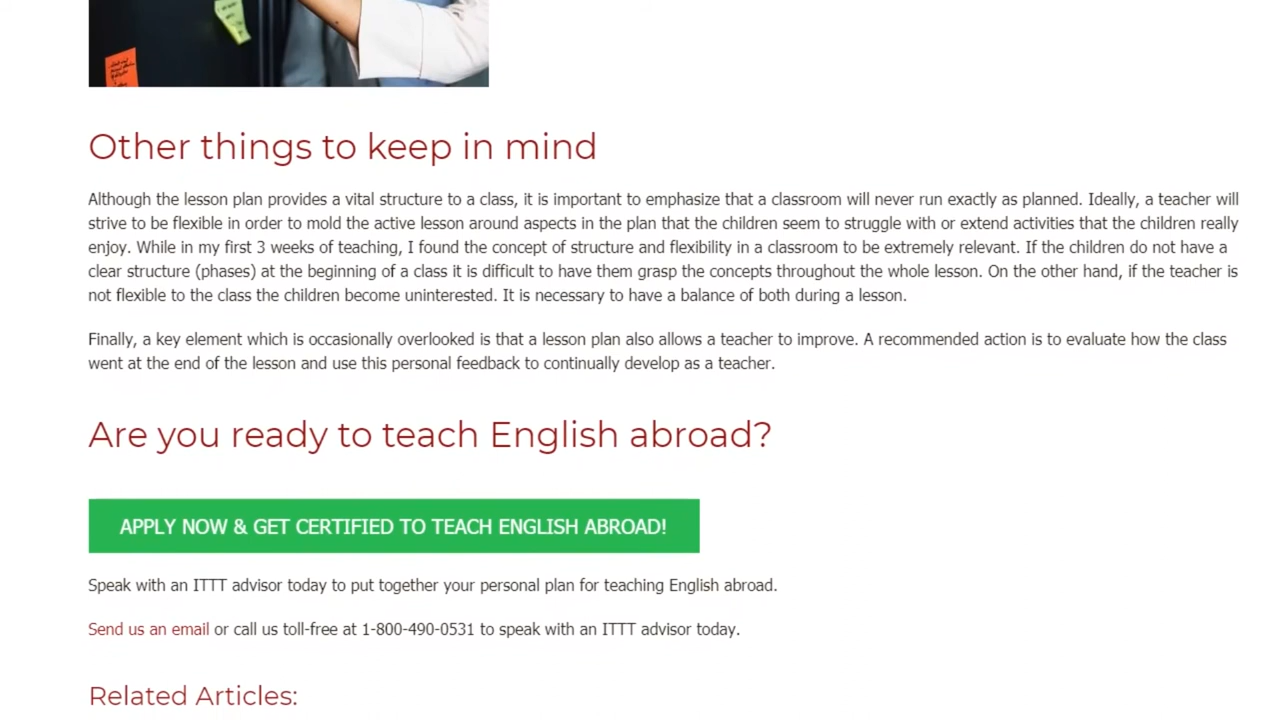 Other things to keep in mind
Although the lesson plan provides a vital structure to a class, it is important to emphasize that a classroom will never run exactly as planned. Ideally, a teacher will
strive to be flexible in order to mold the active lesson around aspects in the plan that the children seem to struggle with or extend activities that the children really
enjoy. While in my first 3 weeks of teaching, I found the concept of structure and flexibility in a classroom to be extremely relevant. If the children do not have a
clear structure (phases) at the beginning of a class it is difficult to have them grasp the concepts throughout the whole lesson. On the other hand, if the teacher is
not flexible to the class the children become uninterested. It is necessary to have a balance of both during a lesson.
Finally, a key element which is occasionally overlooked is that a lesson plan also allows a teacher to improve. A recommended action is to evaluate how the class
went at the end of the lesson and use this personal feedback to continually develop as a teacher.
Are you ready to teach English abroad?
APPLY NOW & GET CERTIFIED TO TEACH ENGLISH ABROAD!
Speak with an ITTT advisor today to put together your personal plan for teaching English abroad.
Send us an email or call us toll-free at 1-800-490-0531 to speak with an ITTT advisor today.
Related Articles: